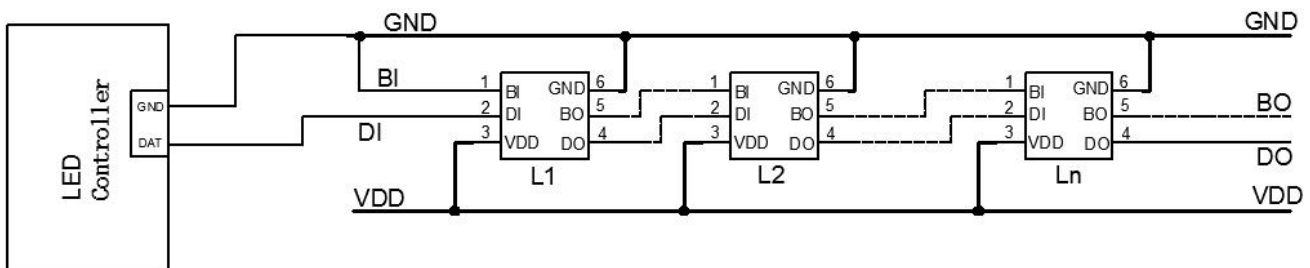 LED Controller
GND
DAT
GND
GND
BI
DI
1 BI GND 6
2 DI BO 5
3 VDD DO 4
L1
1 BI GND 6
2 DI BO 5
3 VDD DO 4
L2
1 BI GND 6
2 DI BO 5
3 VDD DO 4
Ln
BO
DO
VDD
VDD